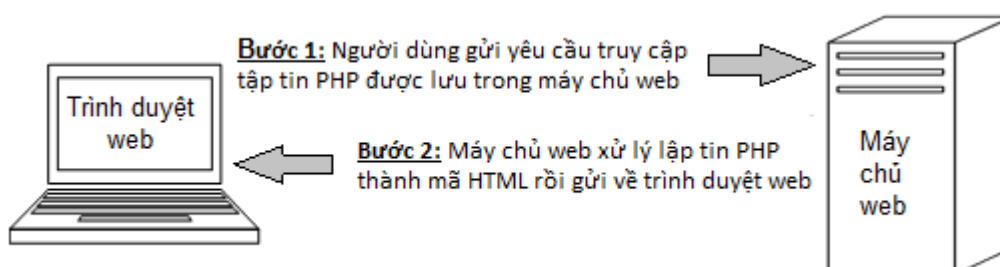 Bước 1: Người dùng gửi yêu cầu truy cập
tập tin PHP được lưu trong máy chủ web
Trình duyệt
web
Bước 2: Máy chủ web xử lý lập tin PHP
thành mã HTML rồi gửi về trình duyệt web
Máy
chủ
web